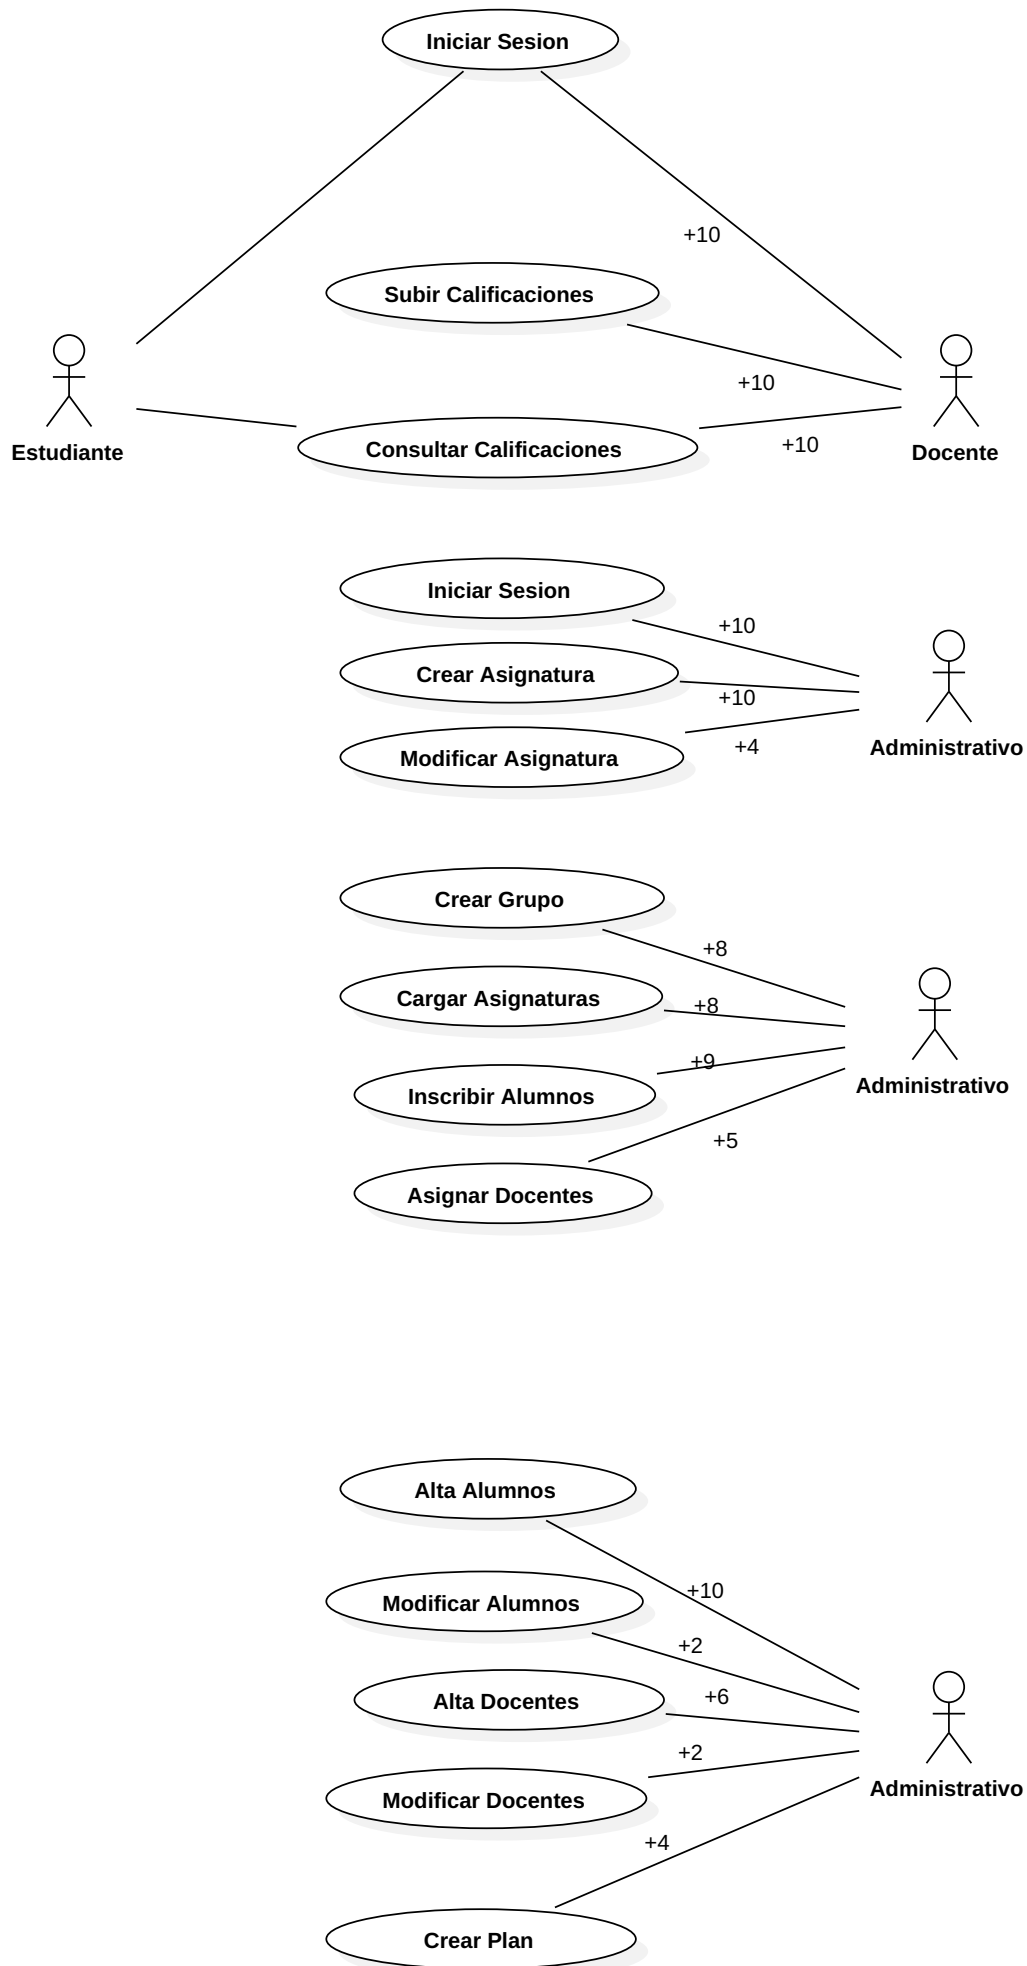 Iniciar Sesion
+10
Subir Calificaciones
+10
Consultar Calificaciones
+10
Estudiante
Docente
Iniciar Sesion
+10
Crear Asignatura
+10
Modificar Asignatura
+4
Administrativo
Crear Grupo
+8
Cargar Asignaturas
+8
Inscribir Alumnos
+9
Administrativo
+5
Asignar Docentes
Alta Alumnos
+10
Modificar Alumnos
+2
Alta Docentes
+6
+2
Modificar Docentes
Administrativo
+4
Crear Plan